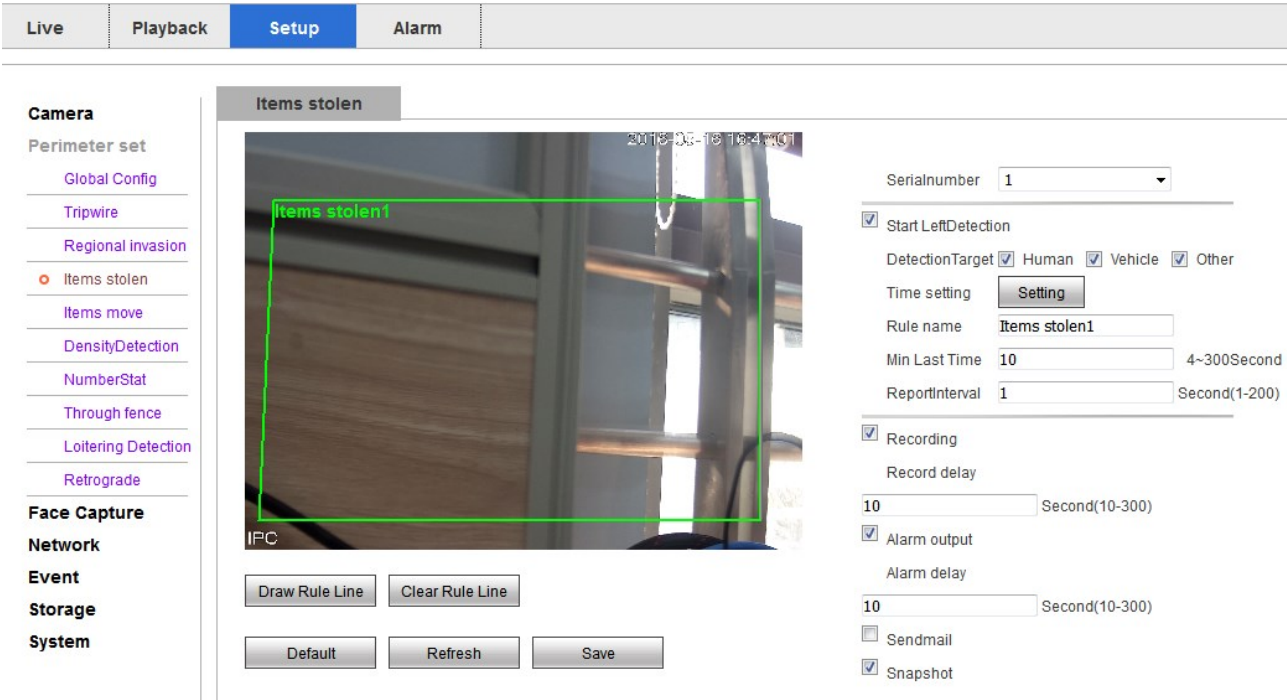 Live Playback Setup Alarm
Items stolen
Camera
Perimeter set
Global Config
Tripwire
Regional invasion
Items stolen
Items move
DensityDetection
NumberStat
Through fence
Loitering Detection
Retrograde
Face Capture
Network
Event
Storage
System
Items stolen1
IPC
Draw Rule Line Clear Rule Line
Default Refresh Save
Serialnumber 1
Start LeftDetection
DetectionTarget Human Vehicle Other
Time setting Setting
Rule name Items stolen1
Min Last Time 10 4~300Second
ReportInterval 1 Second(1-200)
Recording
Record delay
10 Second(10-300)
Alarm output
Alarm delay
10 Second(10-300)
Sendmail
Snapshot